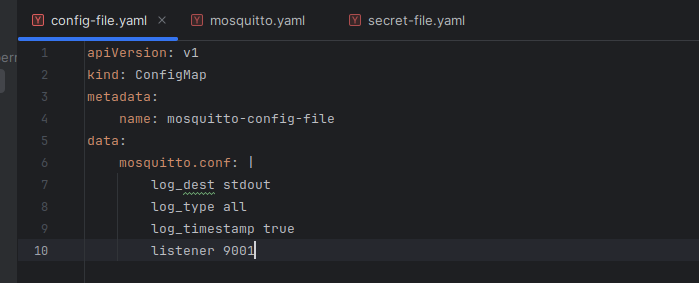 config-file.yaml mosquitto.yaml secret-file.yaml
1 apiVersion: v1
2 kind: ConfigMap
3 metadata:
4 name: mosquitto-config-file
5 data:
6 mosquitto.conf: |
7 log_dest stdout
8 log_type all
9 log_timestamp true
10 listener 9001